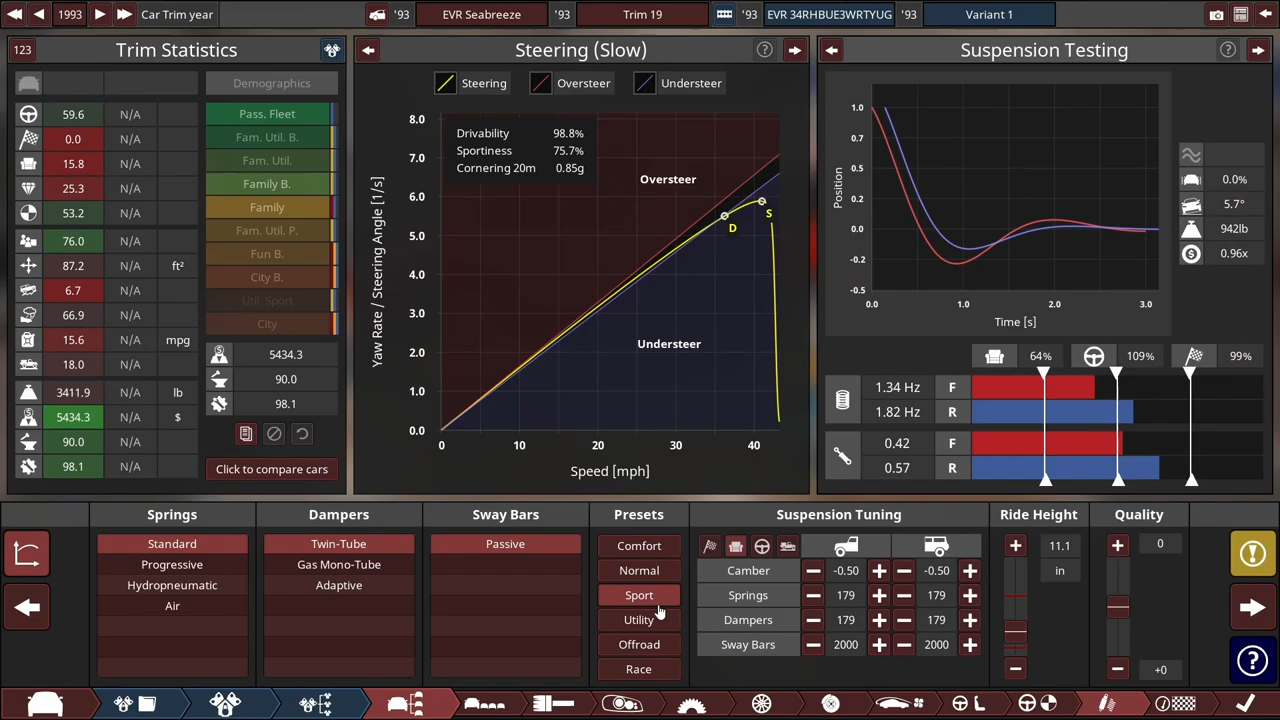 1993 Car Trim year '93 EVR Seabreeze '93 Trim 19 '93 EVR 34RHBUE3WRTYUG '93 Variant 1
123 Trim Statistics
Demographics
59.6 N/A
0.0 N/A
15.8 N/A
25.3 N/A
53.2 N/A
76.0 N/A
87.2 N/A ft²
6.7 N/A
66.9 N/A
15.6 N/A mpg
18.0 N/A
3411.9 N/A lb
5434.3 N/A $
90.0 N/A
98.1 N/A
Pass. Fleet
Fam. Util. B.
Fam. Util.
Family B.
Family
Fam. Util. P.
Fun B.
City B.
Util. Sport
City
5434.3
90.0
98.1
Click to compare cars
Steering (Slow) ?
Steering Oversteer Understeer
Drivability 98.8%
Sportiness 75.7%
Cornering 20m 0.85g
Yaw Rate / Steering Angle [1/s]
8.0
7.0
6.0
5.0
4.0
3.0
2.0
1.0
0.0
Oversteer
S
D
Understeer
0 10 20 30 40
Speed [mph]
Suspension Testing ?
Position
1.0
0.7
0.5
0.2
0.0
-0.2
-0.5
0.0 1.0 2.0 3.0
Time [s]
0.0%
5.7°
942lb
0.96x
64% 109% 99%
1.34 Hz F
1.82 Hz R
0.42 F
0.57 R
Springs
Standard
Progressive
Hydropneumatic
Air
Dampers
Twin-Tube
Gas Mono-Tube
Adaptive
Sway Bars
Passive
Presets
Comfort
Normal
Sport
Utility
Offroad
Race
Suspension Tuning
Camber -0.50 -0.50
Springs 179 179
Dampers 179 179
Sway Bars 2000 2000
Ride Height
11.1
in
Quality
0
+0
?